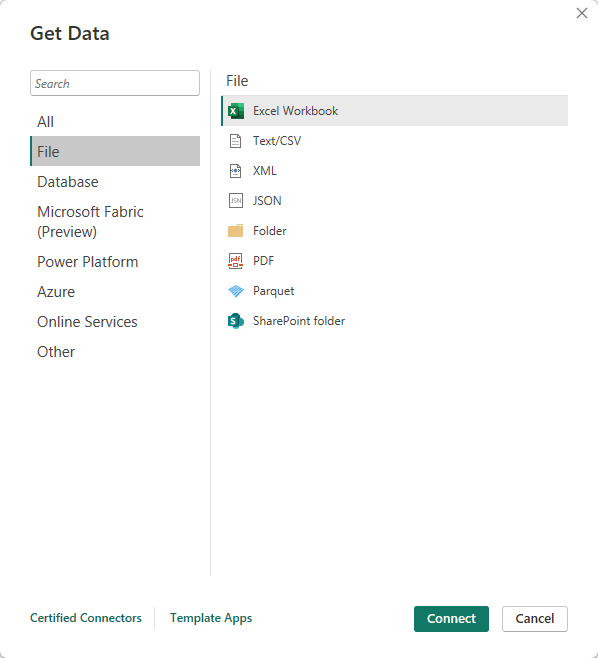 Get Data
Search
All
File
Database
Microsoft Fabric
(Preview)
Power Platform
Azure
Online Services
Other
File
Excel Workbook
Text/CSV
XML
JSON
Folder
PDF
Parquet
SharePoint folder
Certified Connectors
Template Apps
Connect
Cancel